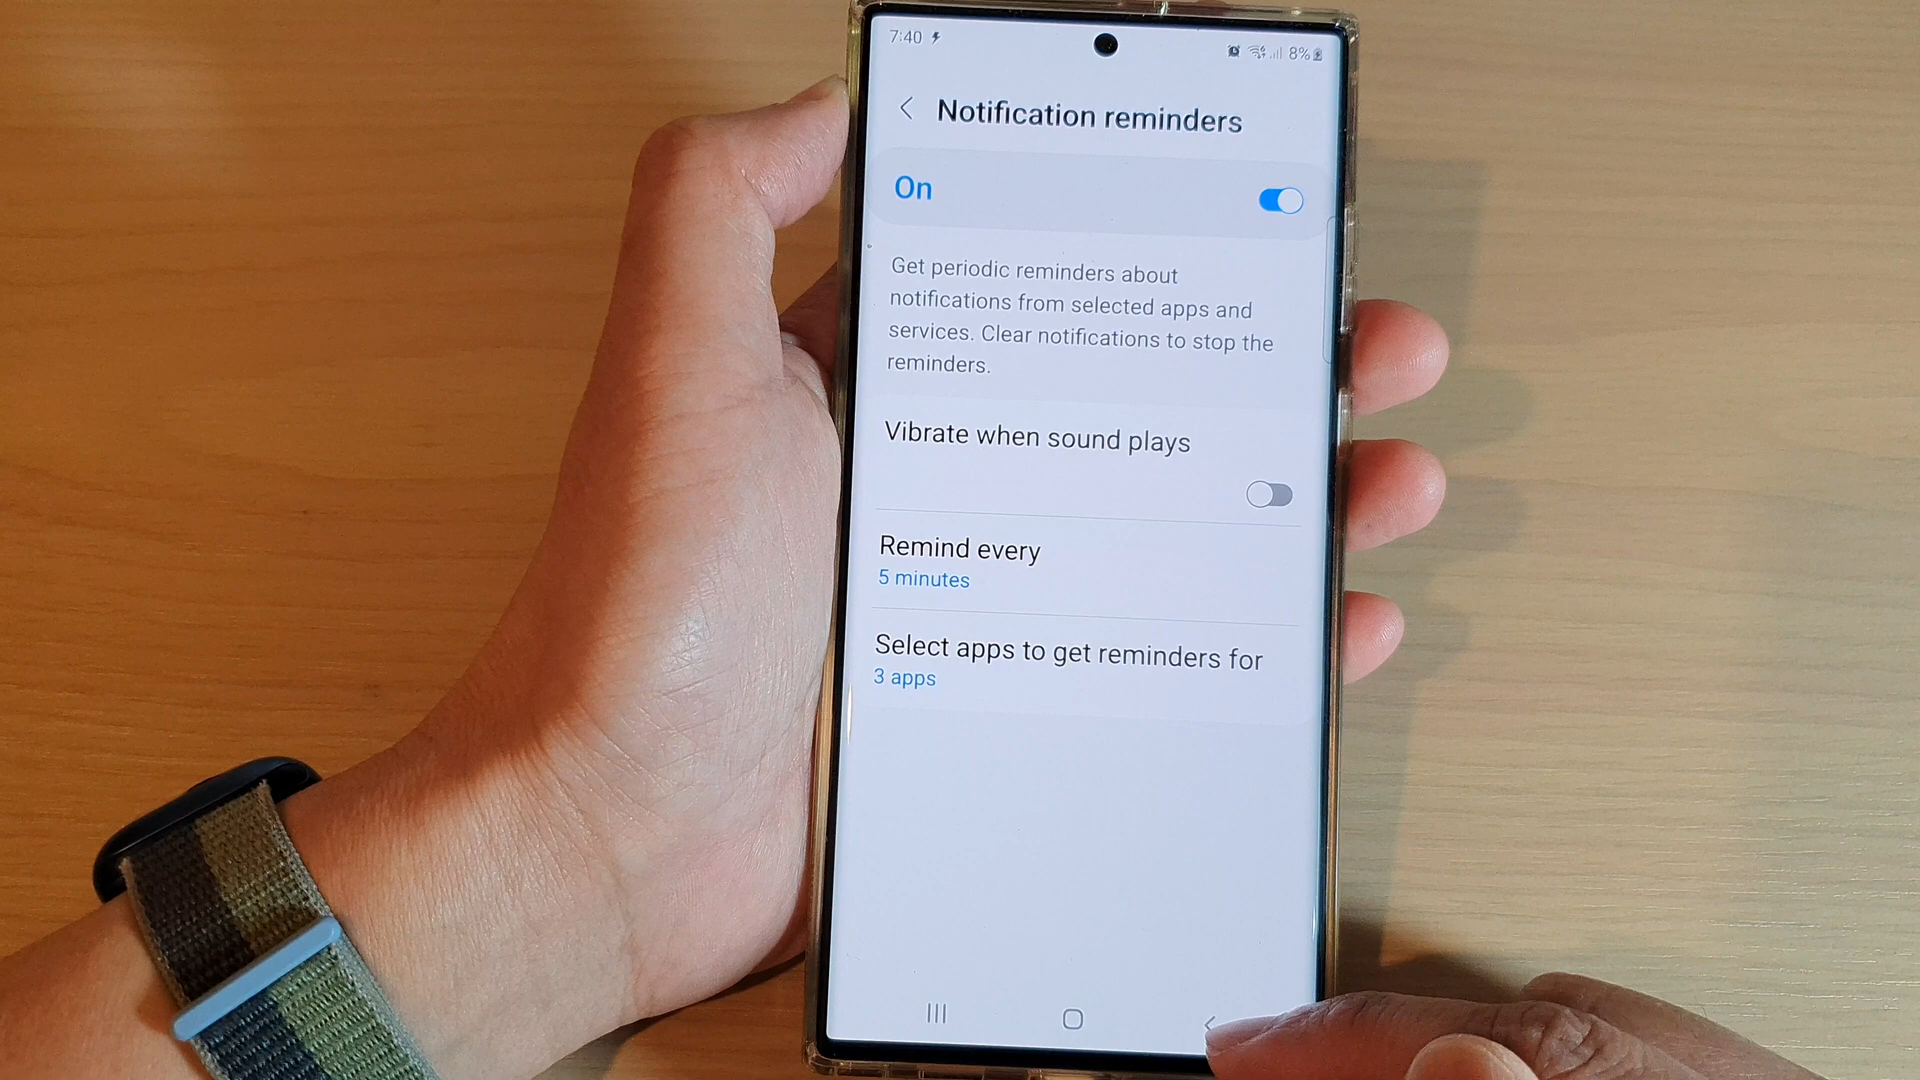 7:40
8%
Notification reminders
On
Get periodic reminders about
notifications from selected apps and
services. Clear notifications to stop the
reminders.
Vibrate when sound plays
Remind every
5 minutes
Select apps to get reminders for
3 apps